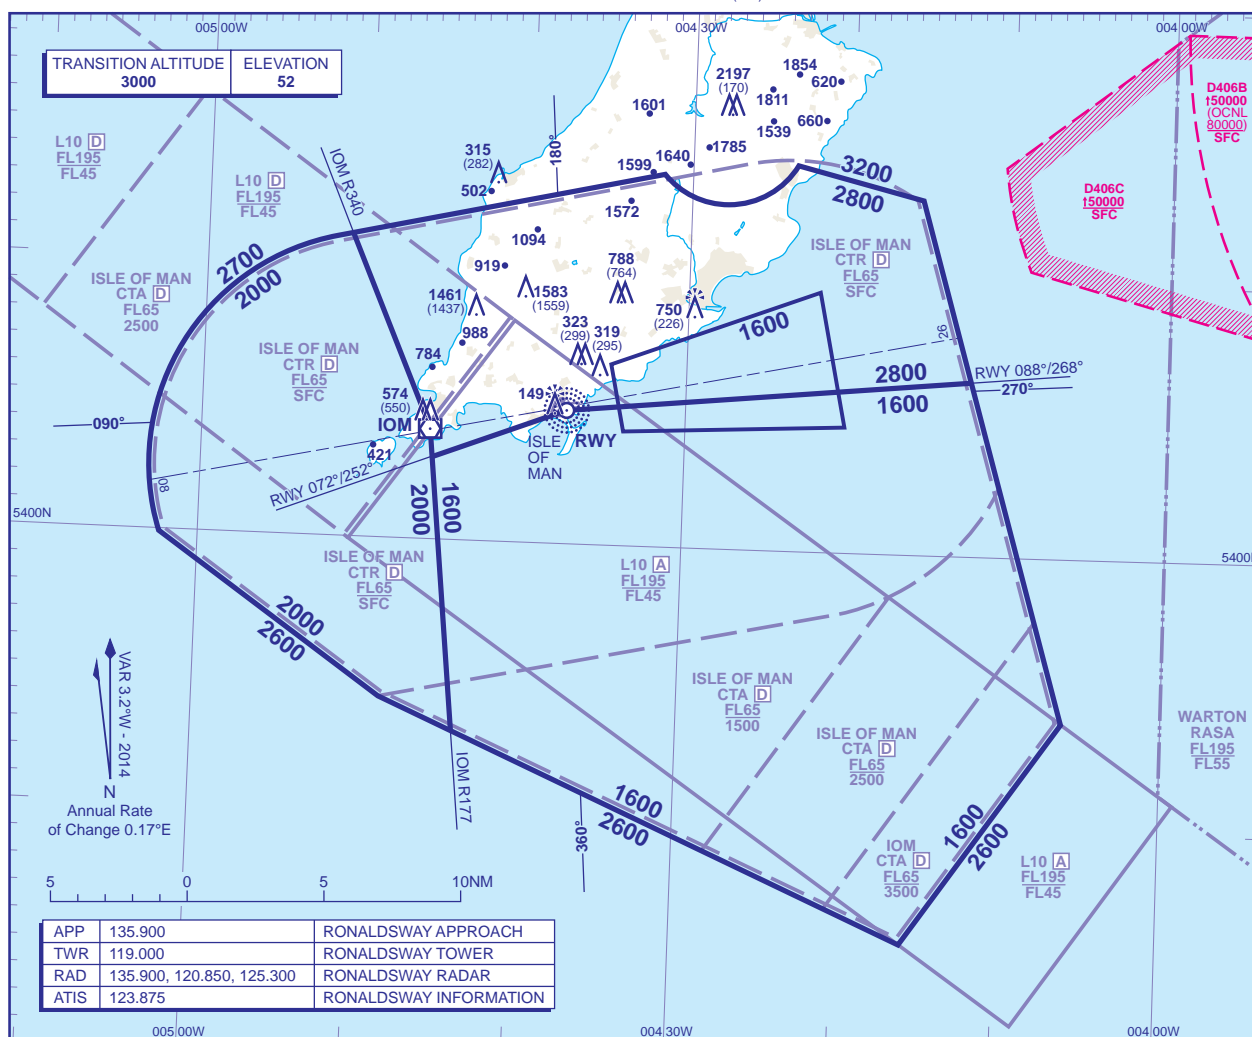 005 00W
004 30W
004 00W
TRANSITION ALTITUDE
3000
ELEVATION
52
L10 D
FL195
FL45
L10 D
FL195
FL45
IOM R340
180°
315
(282)
502
1601
2197
(170)
1854
620
1811
1539
660
1785
1640
1599
1572
3200
2800
D406B
↑50000
(OCNL
80000)
SFC
D406C
↑50000
SFC
1094
919
788
(764)
ISLE OF MAN
CTR D
FL65
SFC
2700
2000
ISLE OF MAN
CTA D
FL65
2500
1461
(1437)
1583
(1559)
750
(226)
1600
323
(299)
319
(295)
988
784
26
ISLE OF MAN
CTR D
FL65
SFC
2800
1600
RWY 088°/268°
270°
574
(550)
149
IOM
RWY
ISLE
OF
MAN
090°
421
08
RWY 072°/252°
2000
1600
5400N
5400N
ISLE OF MAN
CTR D
FL65
SFC
L10 A
FL195
FL45
2000
2600
VAR 3.2°W - 2014
N
Annual Rate
of Change 0.17°E
ISLE OF MAN
CTA D
FL65
1500
ISLE OF MAN
CTA D
FL65
2500
WARTON
RASA
FL195
FL55
IOM R177
1600
2600
360°
1600
2600
IOM
CTA D
FL65
3500
L10 A
FL195
FL45
5 0 5 10NM
APP 135.900 RONALDSWAY APPROACH
TWR 119.000 RONALDSWAY TOWER
RAD 135.900, 120.850, 125.300 RONALDSWAY RADAR
ATIS 123.875 RONALDSWAY INFORMATION
005 00W
004 30W
004 00W